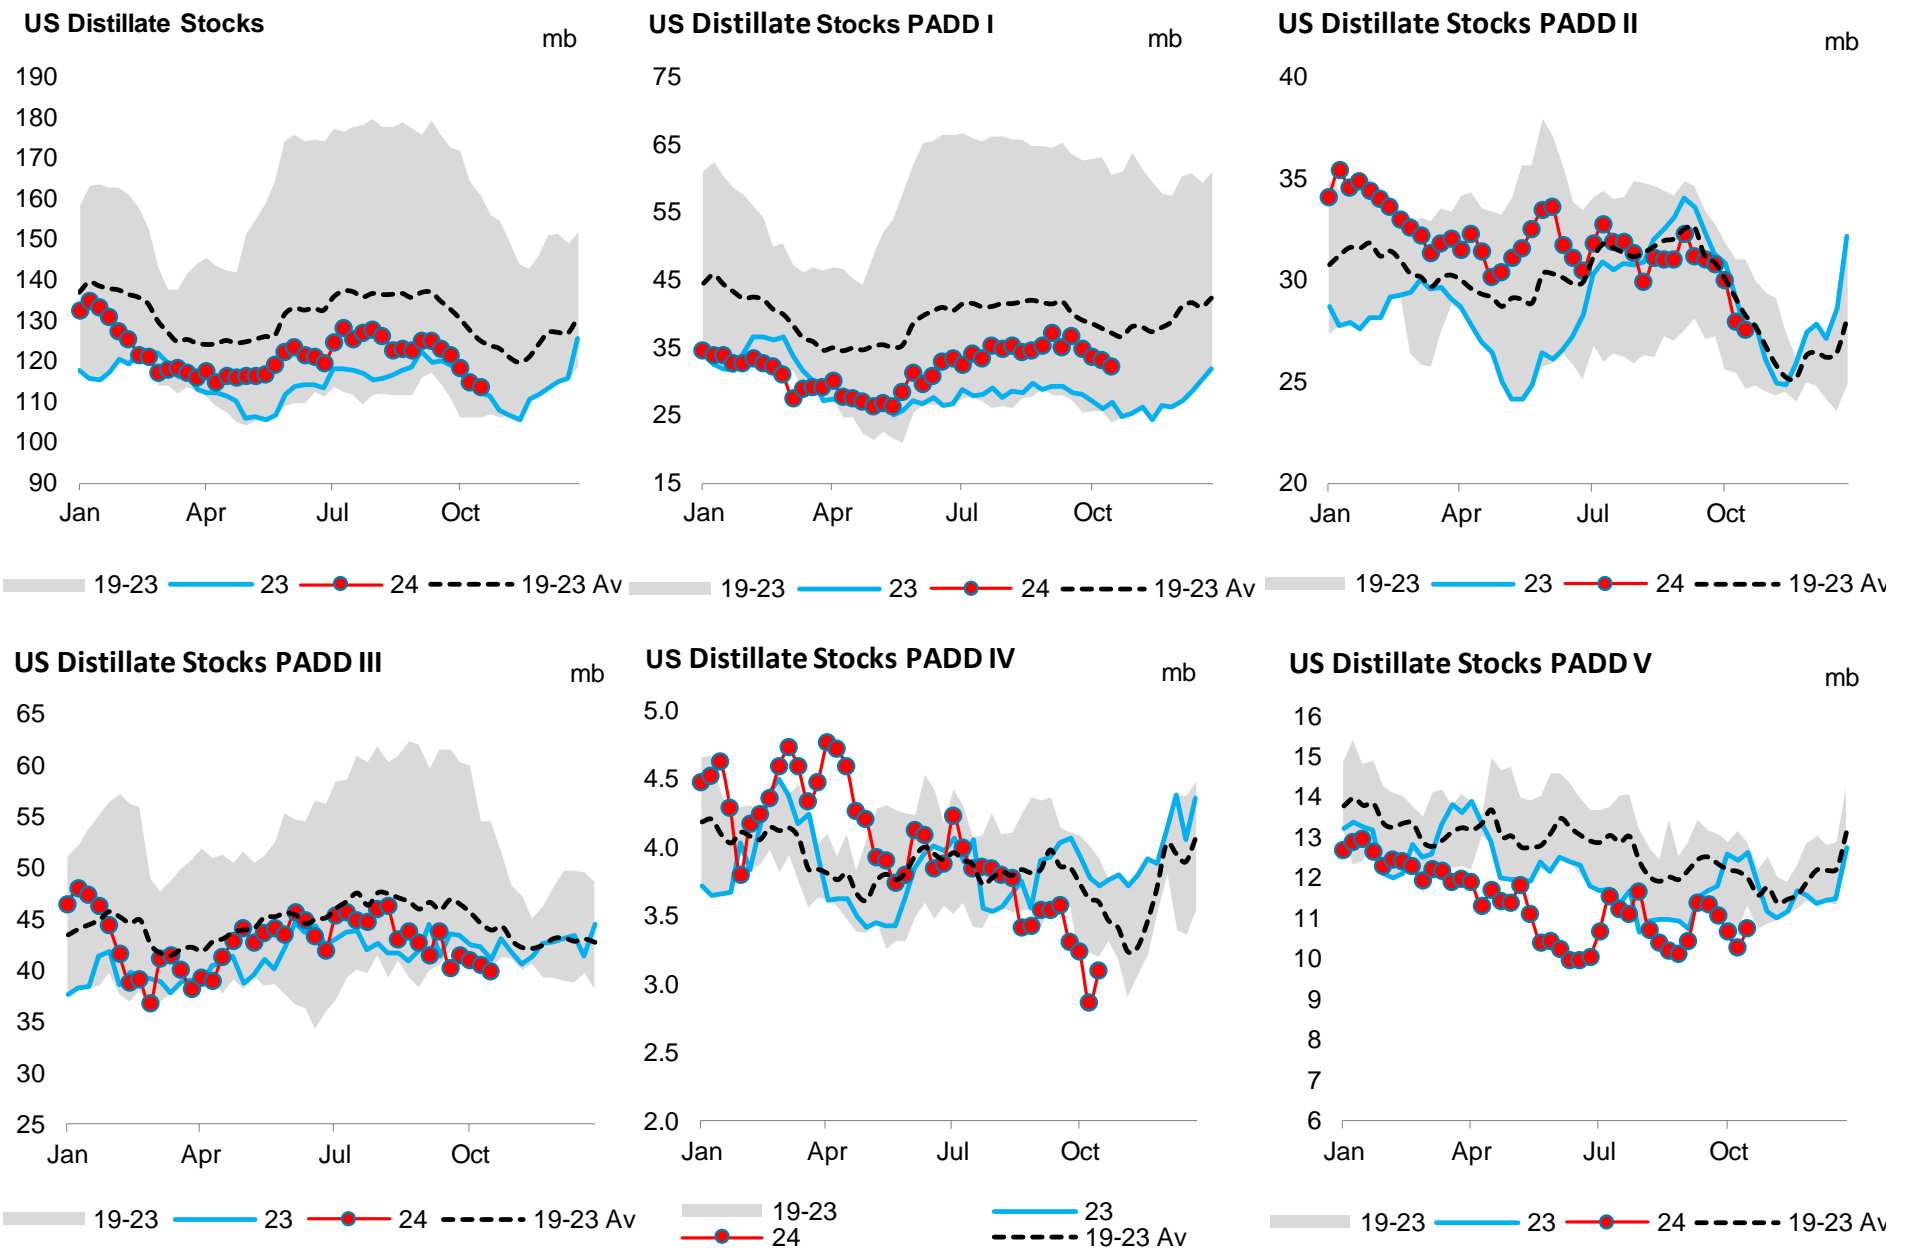 US Distillate Stocks
mb
190
180
170
160
150
140
130
120
110
100
90
Jan Apr Jul Oct
19-23 23 24 19-23 Av
US Distillate Stocks PADD I
mb
75
65
55
45
35
25
15
Jan Apr Jul Oct
19-23 23 24 19-23 Av
US Distillate Stocks PADD II
mb
40
35
30
25
20
Jan Apr Jul Oct
19-23 23 24 19-23 Av
US Distillate Stocks PADD III
mb
65
60
55
50
45
40
35
30
25
Jan Apr Jul Oct
19-23 23 24 19-23 Av
US Distillate Stocks PADD IV
mb
5.0
4.5
4.0
3.5
3.0
2.5
2.0
Jan Apr Jul Oct
19-23 23
24 19-23 Av
US Distillate Stocks PADD V
mb
16
15
14
13
12
11
10
9
8
7
6
Jan Apr Jul Oct
19-23 23 24 19-23 Av